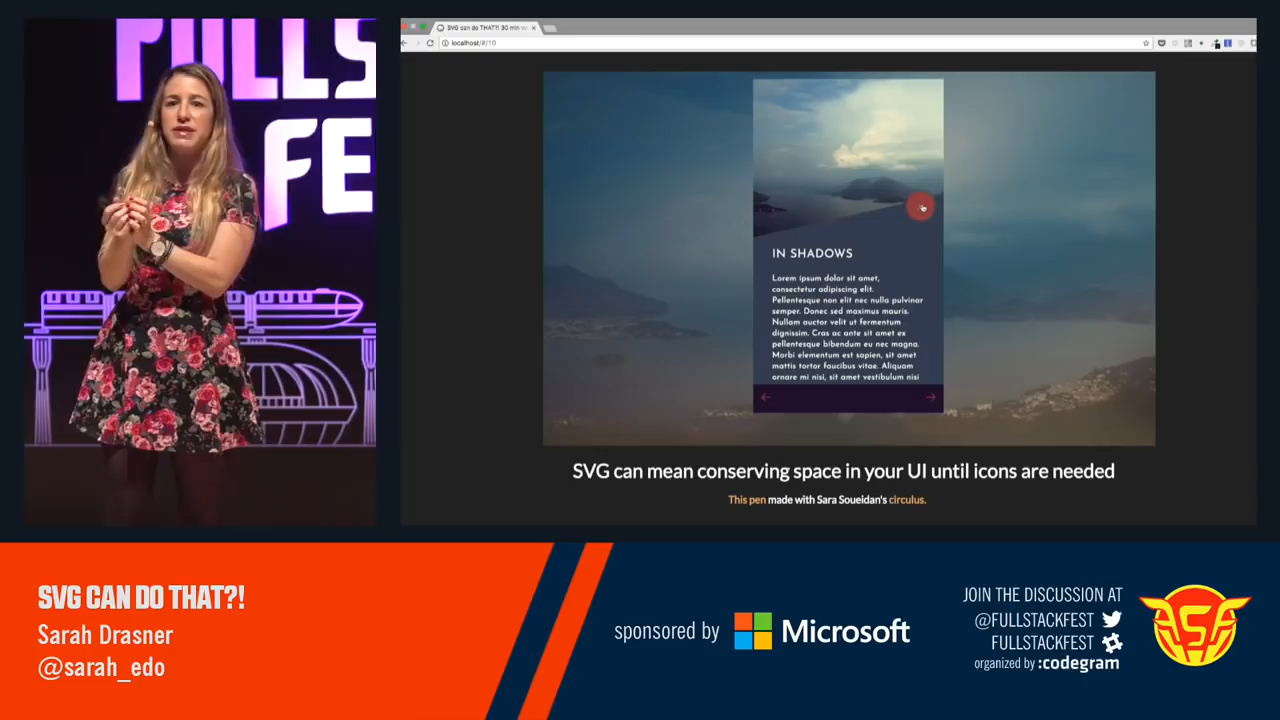 FULLS
FE
SVG can do THAT?! 30 min
localhost/#/10
IN SHADOWS
Lorem ipsum dolor sit amet,
consectetur adipiscing elit.
Pellentesque non elit nec nulla pulvinar
semper. Donec sed maximus mauris.
Nullam auctor velit ut fermentum
dignissim. Cras ac ante sit amet ex
pellentesque bibendum eu nec magna.
Morbi elementum est sapien, sit amet
mattis tortor faucibus vitae. Aliquam
ornare mi nisi, sit amet vestibulum nisi
SVG can mean conserving space in your UI until icons are needed
This pen made with Sara Soueidan's circulus.
SVG CAN DO THAT?!
Sarah Drasner
@sarah_edo
sponsored by Microsoft
JOIN THE DISCUSSION AT
@FULLSTACKFEST
FULLSTACKFEST
organized by :codegram
FSF